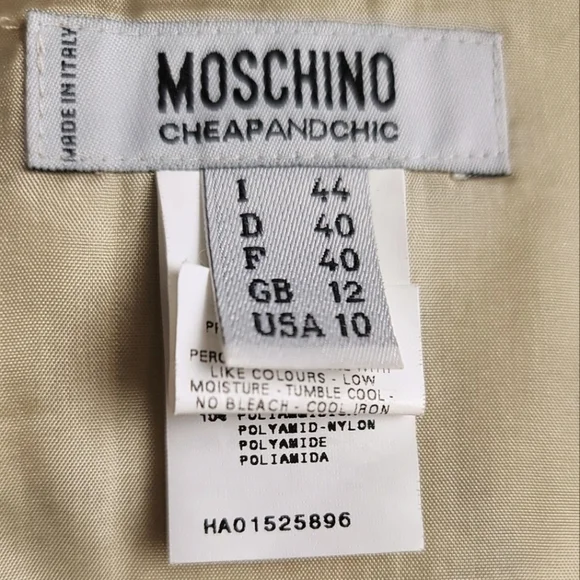 MADE IN ITALY
MOSCHINO
CHEAPANDCHIC
I 44
D 40
F 40
GB 12
USA 10
LIKE COLOURS - LOW
MOISTURE - TUMBLE COOL -
NO BLEACH - COOL IRON
POLYAMID-NYLON
POLYAMIDE
POLIAMIDA
HA01525896